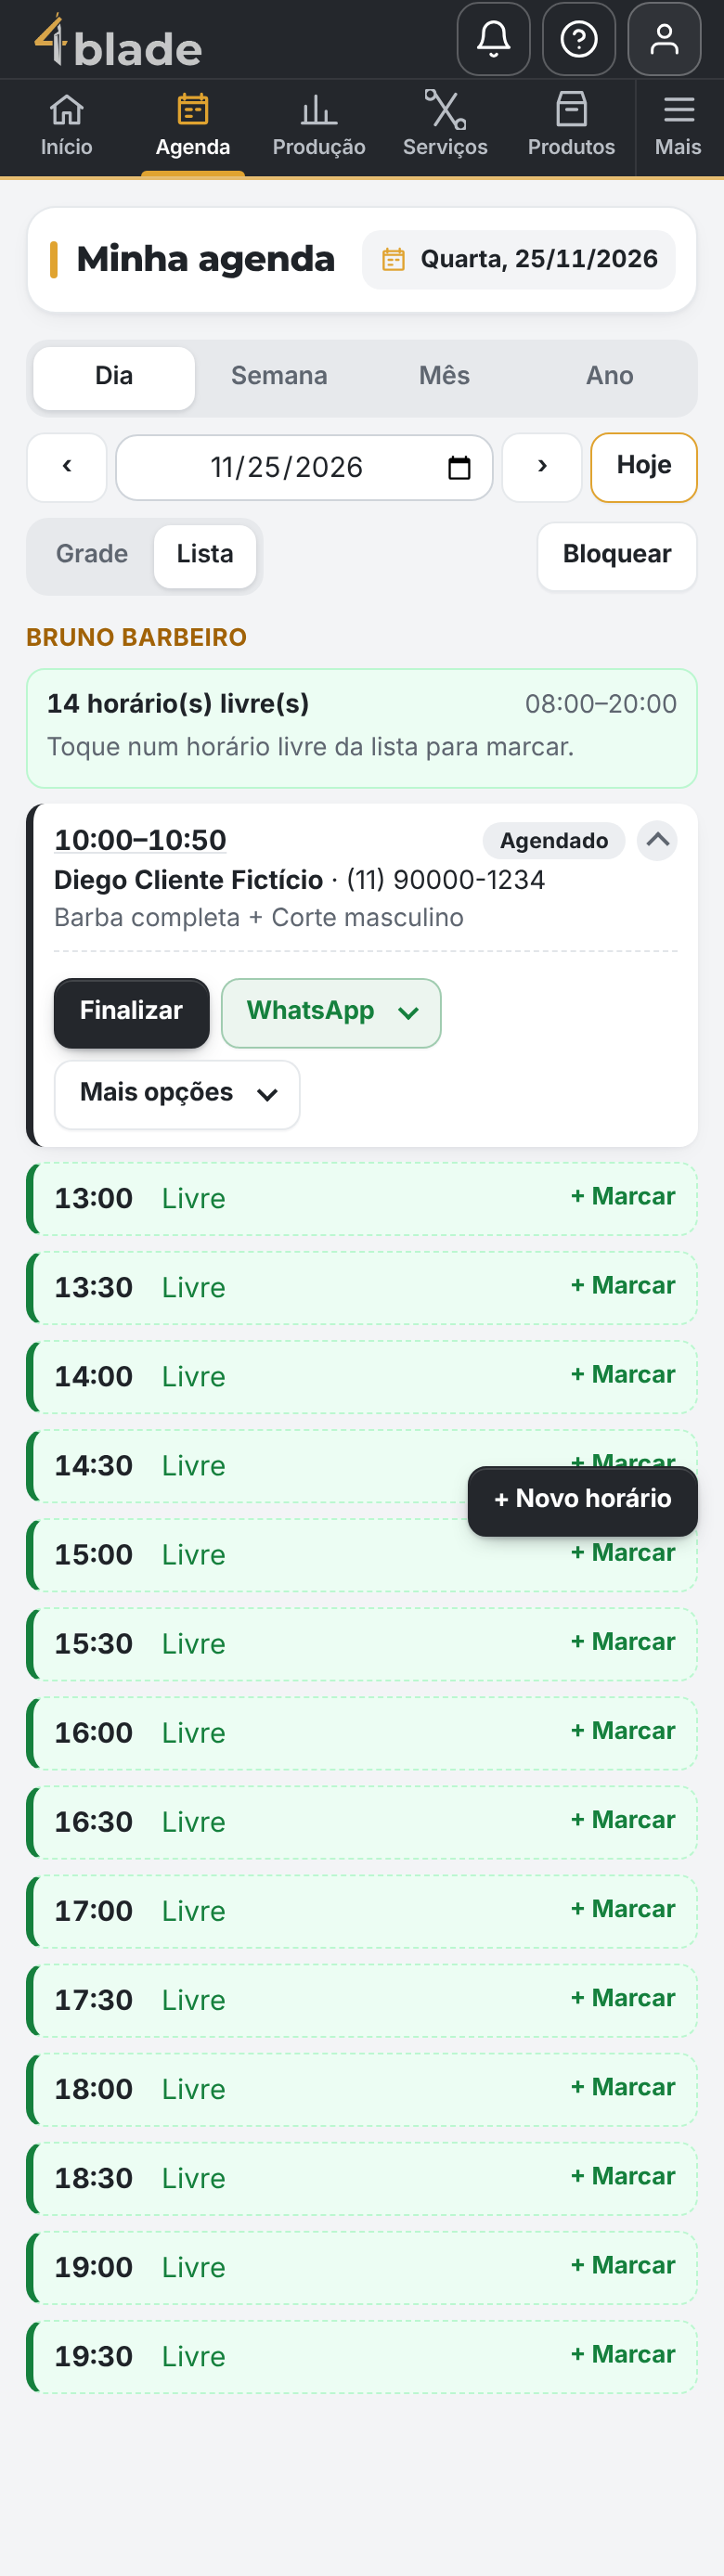 4blade
Início
Agenda
Produção
Serviços
Produtos
Mais
Minha agenda
Quarta, 25/11/2026
Dia
Semana
Mês
Ano
‹
11/25/2026
›
Hoje
Grade
Lista
Bloquear
BRUNO BARBEIRO
14 horário(s) livre(s)
08:00–20:00
Toque num horário livre da lista para marcar.
10:00–10:50
Agendado
Diego Cliente Fictício · (11) 90000-1234
Barba completa + Corte masculino
Finalizar
WhatsApp
Mais opções
13:00 Livre + Marcar
13:30 Livre + Marcar
14:00 Livre + Marcar
14:30 Livre + Marcar
+ Novo horário
15:00 Livre + Marcar
15:30 Livre + Marcar
16:00 Livre + Marcar
16:30 Livre + Marcar
17:00 Livre + Marcar
17:30 Livre + Marcar
18:00 Livre + Marcar
18:30 Livre + Marcar
19:00 Livre + Marcar
19:30 Livre + Marcar